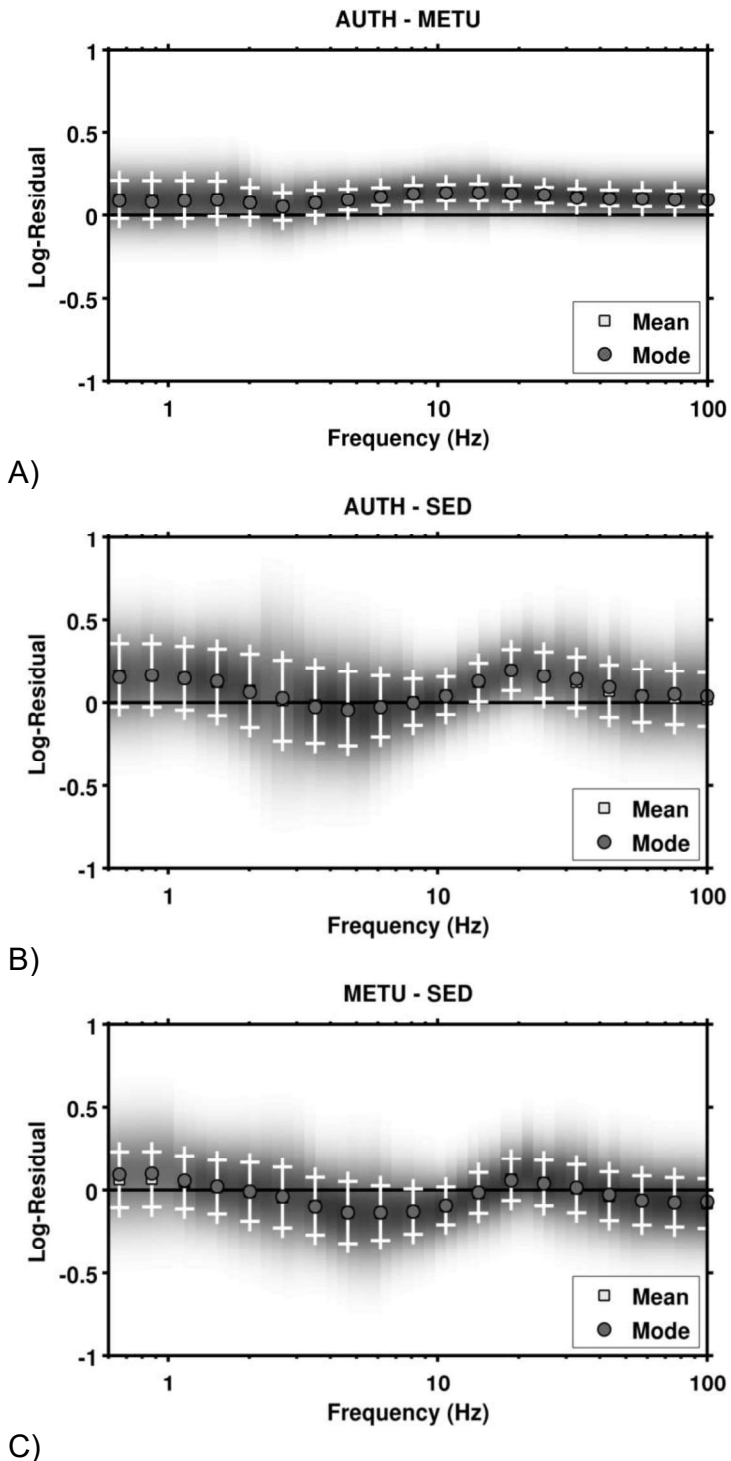 AUTH - METU
1
0.5
0
-0.5
-1
Log-Residual
Mean
Mode
1 10 100
Frequency (Hz)
A)
AUTH - SED
1
0.5
0
-0.5
-1
Log-Residual
Mean
Mode
1 10 100
Frequency (Hz)
B)
METU - SED
1
0.5
0
-0.5
-1
Log-Residual
Mean
Mode
1 10 100
Frequency (Hz)
C)